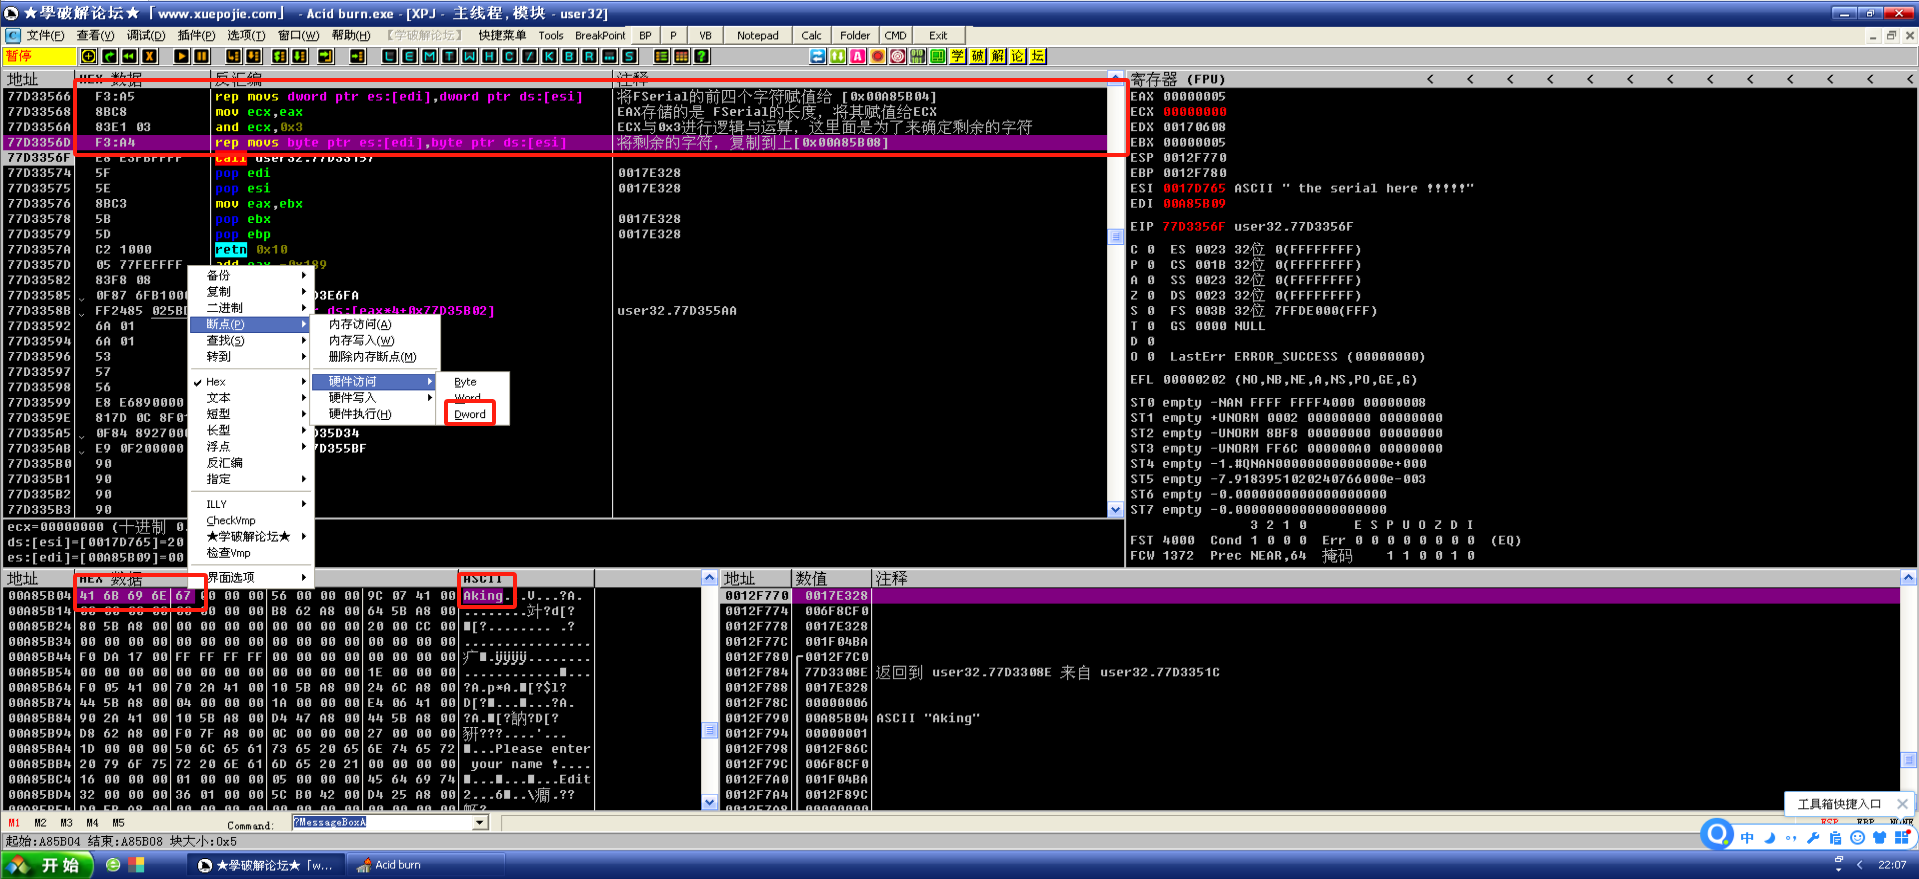 ★學破解论坛★「www.xuepojie.com」 - Acid burn.exe - [XPJ - 主线程, 模块 - user32]
文件(F) 查看(V) 调试(D) 插件(P) 选项(T) 窗口(W) 帮助(H) 【学破解论坛】 快捷菜单 Tools BreakPoint BP P VB Notepad Calc Folder CMD Exit
暂停 L E M T W H C / K B R ... S ? A 学 破 解 论 坛
地址 HEX 数据 反汇编 注释
77D33566 F3:A5 rep movs dword ptr es:[edi],dword ptr ds:[esi] 将FSerial的前四个字符赋值给 [0x00A85B04]
77D33568 8BC8 mov ecx,eax EAX存储的是 FSerial的长度，将其赋值给ECX
77D3356A 83E1 03 and ecx,0x3 ECX与0x3进行逻辑与运算，这里面是为了来确定剩余的字符
77D3356D F3:A4 rep movs byte ptr es:[edi],byte ptr ds:[esi] 将剩余的字符，复制到上[0x00A85B08]
77D3356F E8 E3FBFFFF call user32.77D33157
77D33574 5F pop edi 0017E328
77D33575 5E pop esi 0017E328
77D33576 8BC3 mov eax,ebx
77D33578 5B pop ebx 0017E328
77D33579 5D pop ebp 0017E328
77D3357A C2 1000 retn 0x10
77D3357D 05 77FEFFFF add eax,-0x189
77D33582 83F8 08
77D33585 0F87 6FB1000 D3E6FA
77D3358B FF2485 025BD ds:[eax*4+0x77D35B02] user32.77D355AA
77D33592 6A 01
77D33594 6A 01
77D33596 53
77D33597 57
77D33598 56
77D33599 E8 E6890000
77D3359E 817D 0C 8F01
77D335A5 0F84 8927000 D35D34
77D335AB E9 0F200000 7D355BF
77D335B0 90
77D335B1 90
77D335B2 90
77D335B3 90
备份
复制
二进制
断点(P)
查找(S)
转到
Hex
文本
短型
长型
浮点
反汇编
指定
ILLY
CheckVmp
★学破解论坛★
检查Vmp
界面选项
内存访问(A)
内存写入(W)
删除内存断点(M)
硬件访问
硬件写入
硬件执行(H)
Byte
Word
Dword
ecx=00000000 (十进制 0.
ds:[esi]=[0017D765]=20
es:[edi]=[00A85B09]=00
寄存器 (FPU) < < < < < < < < < < < < <
EAX 00000005
ECX 00000000
EDX 00170608
EBX 00000005
ESP 0012F770
EBP 0012F780
ESI 0017D765 ASCII " the serial here !!!!!"
EDI 00A85B09
EIP 77D3356F user32.77D3356F
C 0 ES 0023 32位 0(FFFFFFFF)
P 0 CS 001B 32位 0(FFFFFFFF)
A 0 SS 0023 32位 0(FFFFFFFF)
Z 0 DS 0023 32位 0(FFFFFFFF)
S 0 FS 003B 32位 7FFDE000(FFF)
T 0 GS 0000 NULL
D 0
O 0 LastErr ERROR_SUCCESS (00000000)
EFL 00000202 (NO,NB,NE,A,NS,PO,GE,G)
ST0 empty -NAN FFFF FFFF4000 00000008
ST1 empty +UNORM 0002 00000000 00000000
ST2 empty -UNORM 8BF8 00000000 00000000
ST3 empty -UNORM FF6C 000000A0 00000000
ST4 empty -1.#QNAN00000000000000e+000
ST5 empty -7.9183951020240766000e-003
ST6 empty -0.0000000000000000000
ST7 empty -0.0000000000000000000
3 2 1 0 E S P U O Z D I
FST 4000 Cond 1 0 0 0 Err 0 0 0 0 0 0 0 0 (EQ)
FCW 1372 Prec NEAR,64 掩码 1 1 0 0 1 0
地址 HEX 数据 ASCII
00A85B04 41 6B 69 6E 67 00 00 00 56 00 00 00 9C 07 41 00 Aking...V...?A.
00A85B14 00 00 00 00 00 00 00 00 B8 62 A8 00 64 5B A8 00 ........竍?d[?
00A85B24 80 5B A8 00 00 00 00 00 00 00 00 00 20 00 CC 00
00A85B34 00 00 00 00 00 00 00 00 00 00 00 00 00 00 00 00 ................
00A85B44 F0 DA 17 00 FF FF FF FF 00 00 00 00 00 00 00 00
00A85B54 00 00 00 00 00 00 00 00 00 00 00 00 1E 00 00 00
00A85B64 F0 05 41 00 70 2A 41 00 10 5B A8 00 24 6C A8 00 ?A.p*A.■[?$l?
00A85B74 44 5B A8 00 04 00 00 00 1A 00 00 00 E4 06 41 00 D[?■...■...?A.
00A85B84 90 2A 41 00 10 5B A8 00 D4 47 A8 00 44 5B A8 00 ?A.■[?訥?D[?
00A85B94 D8 62 A8 00 F0 7F A8 00 0C 00 00 00 27 00 00 00
00A85BA4 1D 00 00 00 50 6C 65 61 73 65 20 65 6E 74 65 72 ■...Please enter
00A85BB4 20 79 6F 75 72 20 6E 61 6D 65 20 21 00 00 00 00 your name !....
00A85BC4 16 00 00 00 01 00 00 00 05 00 00 00 45 64 69 74 ■...■...■...Edit
00A85BD4 32 00 00 00 36 01 00 00 5C B0 42 00 D4 25 A8 00
地址 数值 注释
0012F770 0017E328
0012F774 006F8CF0
0012F778 0017E328
0012F77C 001F04BA
0012F780 0012F7C0
0012F784 77D3308E 返回到 user32.77D3308E 来自 user32.77D3351C
0012F788 0017E328
0012F78C 00000006
0012F790 00A85B04 ASCII "Aking"
0012F794 00000001
0012F798 0012F86C
0012F79C 006F8CF0
0012F7A0 001F04BA
0012F7A4 0012F89C
0012F7A8 00000000
工具箱快捷入口
M1 M2 M3 M4 M5 Command: ?MessageBoxA ESP EBP NONE
起始:A85B04 结束:A85B08 块大小:0x5
中
开始 ★學破解论坛★「w... Acid burn 22:07